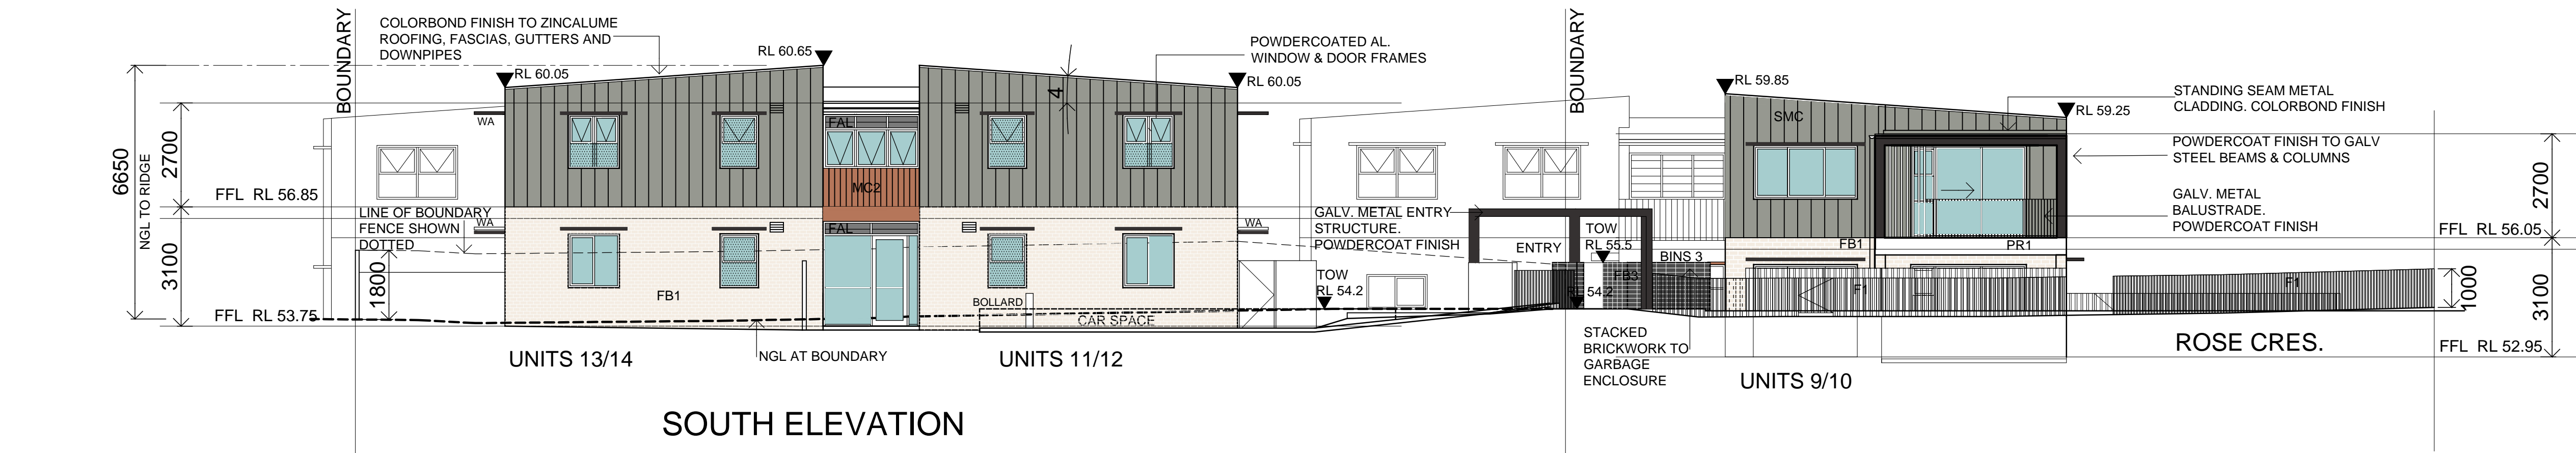 BOUNDARY
COLORBOND FINISH TO ZINCALUME
ROOFING, FASCIAS, GUTTERS AND
DOWNPIPES
RL 60.65
RL 60.05
POWDERCOATED AL.
WINDOW & DOOR FRAMES
RL 60.05
4
BOUNDARY
RL 59.85
STANDING SEAM METAL
CLADDING. COLORBOND FINISH
RL 59.25
SMC
POWDERCOAT FINISH TO GALV
STEEL BEAMS & COLUMNS
GALV. METAL
BALUSTRADE.
POWDERCOAT FINISH
6650
NGL TO RIDGE
2700
3100
FFL RL 56.85
WA
FAL
MC2
LINE OF BOUNDARY
FENCE SHOWN
DOTTED
WA
FAL
WA
GALV. METAL ENTRY
STRUCTURE.
POWDERCOAT FINISH
ENTRY
TOW
RL 55.5
BINS 3
FB1
PR1
FFL RL 56.05
2700
3100
1800
FB1
BOLLARD
TOW
RL 54.2
FB3
RL 54.2
F1
F1
1000
FFL RL 53.75
CAR SPACE
NGL AT BOUNDARY
STACKED
BRICKWORK TO
GARBAGE
ENCLOSURE
ROSE CRES.
FFL RL 52.95
UNITS 13/14
UNITS 11/12
UNITS 9/10
SOUTH ELEVATION